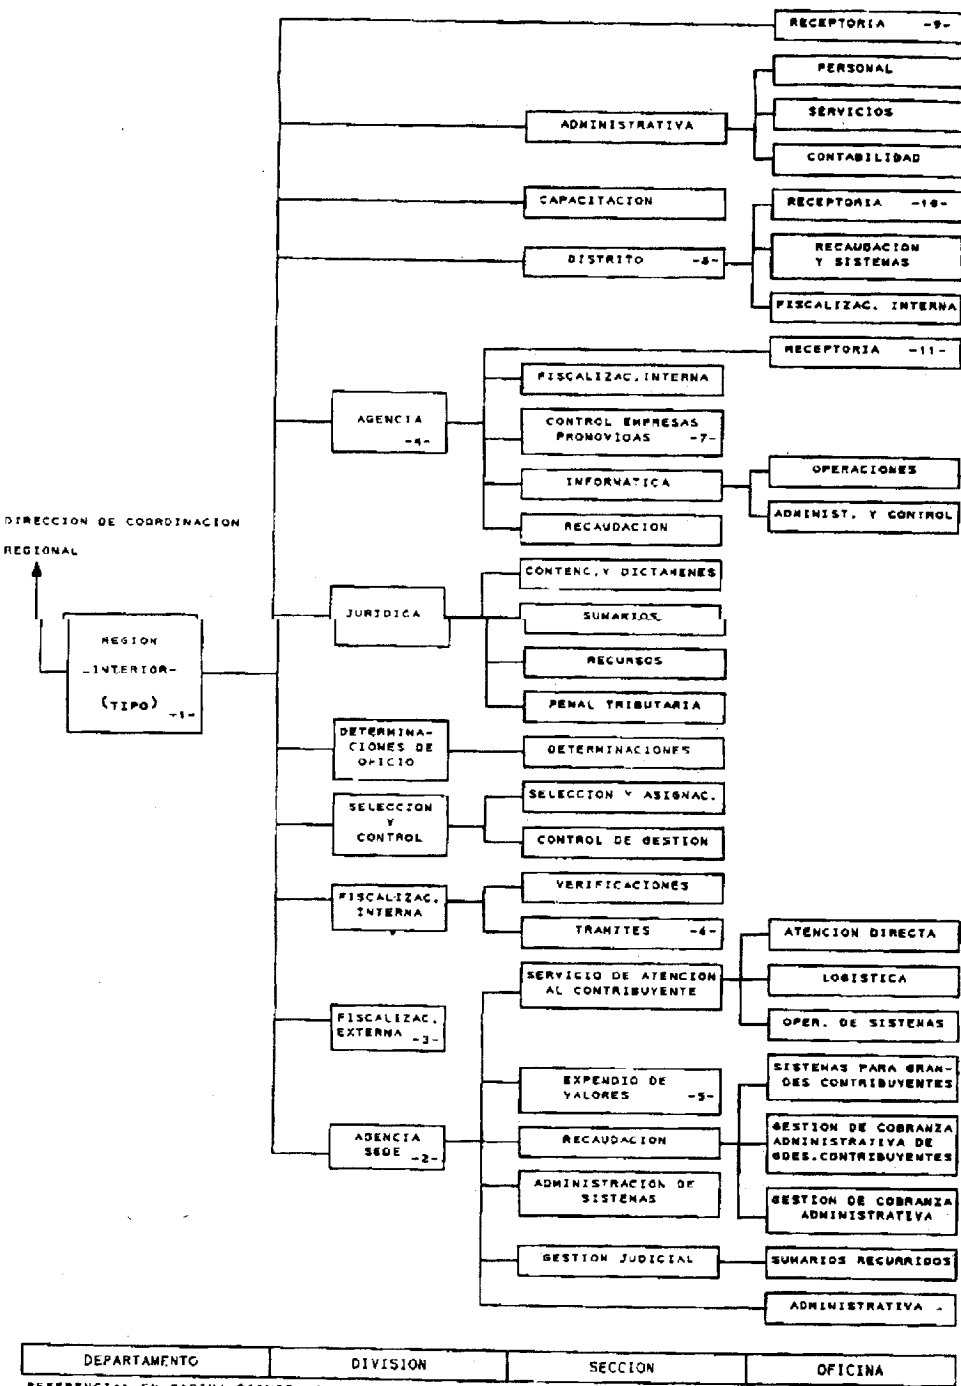 RECEPTORIA -9-
PERSONAL
ADMINISTRATIVA
SERVICIOS
CONTABILIDAD
CAPACITACION
RECEPTORIA -10-
DISTRITO -8-
RECAUDACION
Y SISTEMAS
FISCALIZAC. INTERNA
RECEPTORIA -11-
FISCALIZAC. INTERNA
AGENCIA
-4-
CONTROL EMPRESAS
PROMOVIDAS -7-
INFORMATICA
OPERACIONES
ADMINIST. Y CONTROL
RECAUDACION
DIRECCION DE COORDINACION
REGIONAL
REGION
-INTERIOR-
(TIPO) -1-
JURIDICA
CONTENC. Y DICTAMENES
SUMARIOS
RECURSOS
PENAL TRIBUTARIA
DETERMINA-
CIONES DE
OFICIO
DETERMINACIONES
SELECCION
Y
CONTROL
SELECCION Y ASIGNAC.
CONTROL DE GESTION
FISCALIZAC.
INTERNA
VERIFICACIONES
TRAMITES -4-
SERVICIO DE ATENCION
AL CONTRIBUYENTE
ATENCION DIRECTA
LOGISTICA
OPER. DE SISTEMAS
FISCALIZAC.
EXTERNA -3-
AGENCIA
SEDE -2-
EXPENDIO DE
VALORES -5-
RECAUDACION
SISTEMAS PARA GRAN-
DES CONTRIBUYENTES
GESTION DE COBRANZA
ADMINISTRATIVA DE
GDES. CONTRIBUYENTES
GESTION DE COBRANZA
ADMINISTRATIVA
ADMINISTRACION DE
SISTEMAS
GESTION JUDICIAL
SUMARIOS RECURRIDOS
ADMINISTRATIVA -
DEPARTAMENTO DIVISION SECCION OFICINA